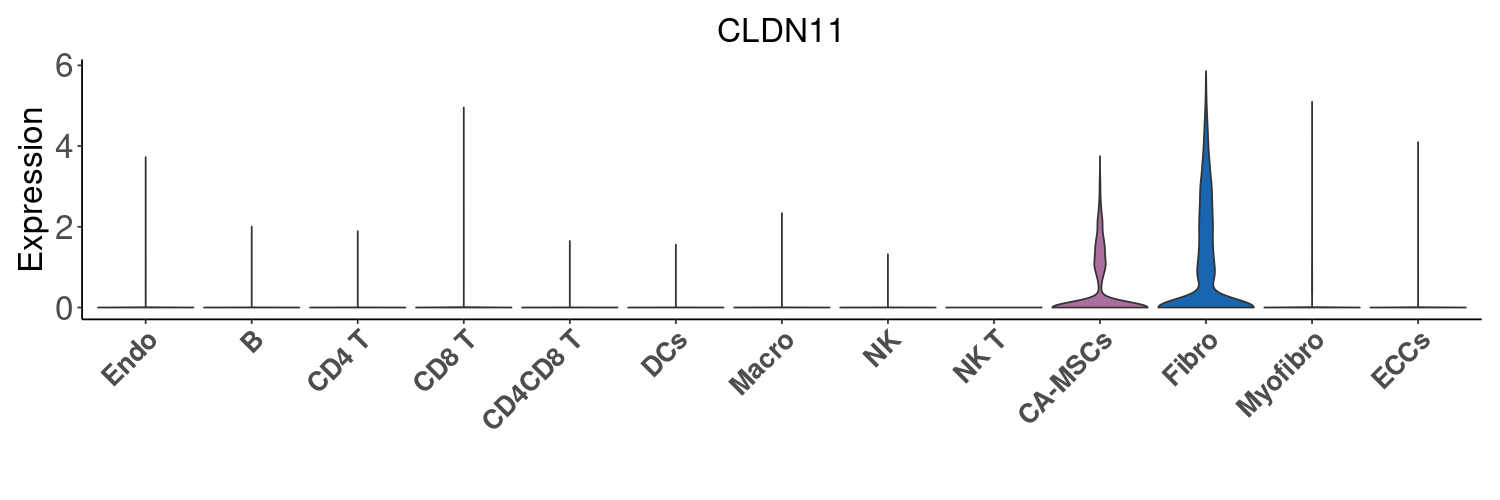 CLDN11
Expression
6
4
2
0
Endo
B
CD4 T
CD8 T
CD4CD8 T
DCs
Macro
NK
NK T
CA-MSCs
Fibro
Myofibro
ECCs